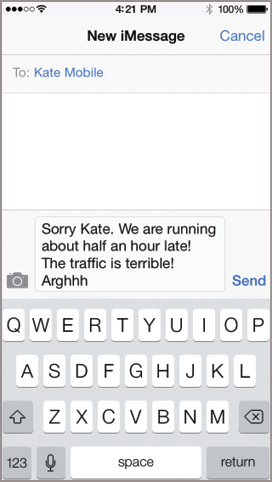 4:21 PM 100%
New iMessage Cancel
To: Kate Mobile
Sorry Kate. We are running
about half an hour late!
The traffic is terrible!
Arghhh
Send
Q W E R T Y U I O P
A S D F G H J K L
Z X C V B N M
123 space return